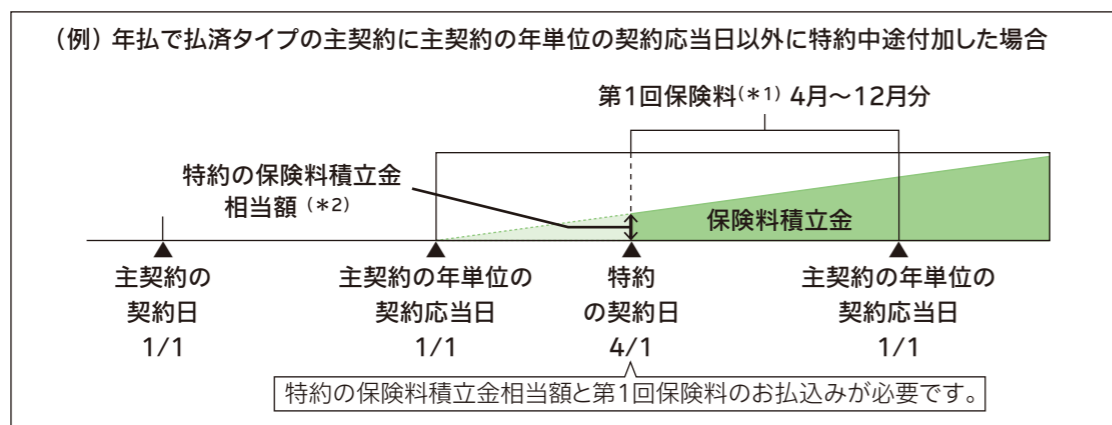 （例）年払で払済タイプの主契約に主契約の年単位の契約応当日以外に特約中途付加した場合
第1回保険料(＊1) 4月～12月分
特約の保険料積立金
相当額（＊2）
保険料積立金
主契約の
契約日
1/1
主契約の年単位の
契約応当日
1/1
特約
の契約日
4/1
主契約の年単位の
契約応当日
1/1
特約の保険料積立金相当額と第1回保険料のお払込みが必要です。